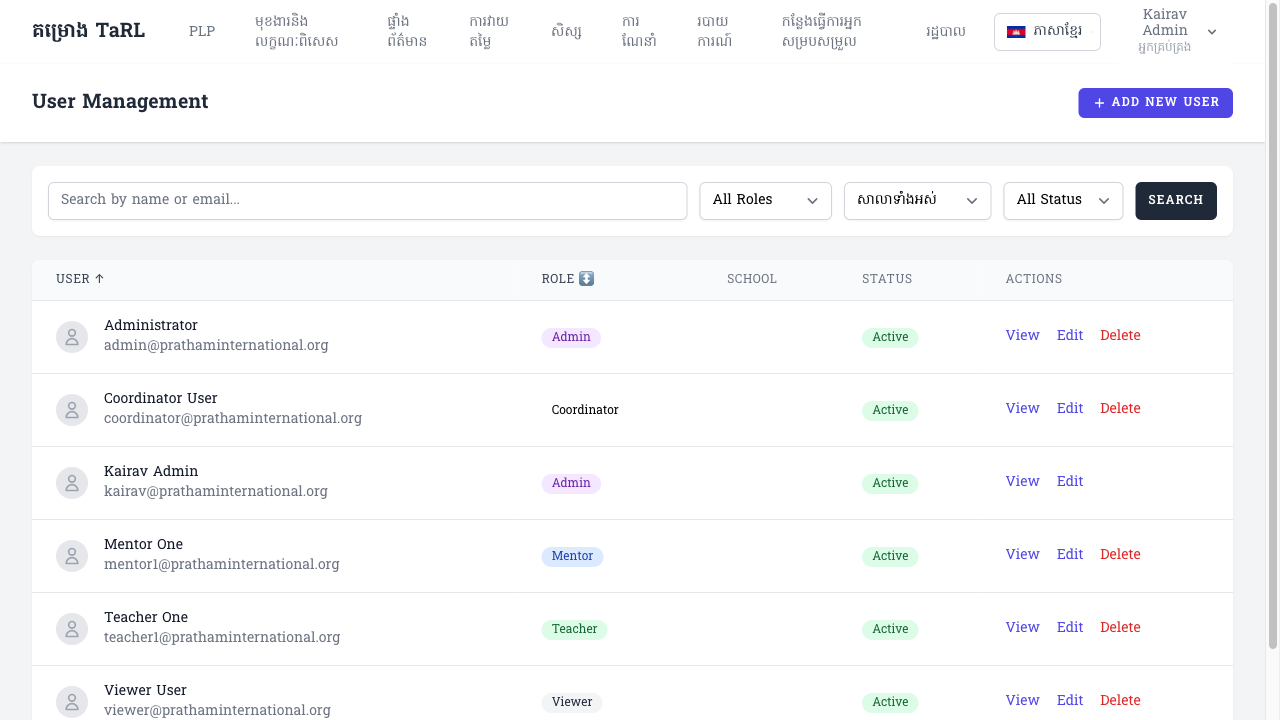 គម្រោង TaRL
PLP
មុខងារនិង
លក្ខណៈពិសេស
ផ្ទាំង
ព័ត៌មាន
ការវាយ
តម្លៃ
សិស្ស
ការ
ណែនាំ
របាយ
ការណ៍
កន្លែងធ្វើការអ្នក
សម្របសម្រួល
រដ្ឋបាល
ភាសាខ្មែរ
Kairav
Admin
អ្នកគ្រប់គ្រង
User Management
ADD NEW USER
Search by name or email...
All Roles
សាលាទាំងអស់
All Status
SEARCH
USER ↑ ROLE ↕️ SCHOOL STATUS ACTIONS
Administrator
admin@prathaminternational.org
Admin Active View Edit Delete
Coordinator User
coordinator@prathaminternational.org
Coordinator Active View Edit Delete
Kairav Admin
kairav@prathaminternational.org
Admin Active View Edit
Mentor One
mentor1@prathaminternational.org
Mentor Active View Edit Delete
Teacher One
teacher1@prathaminternational.org
Teacher Active View Edit Delete
Viewer User
viewer@prathaminternational.org
Viewer Active View Edit Delete